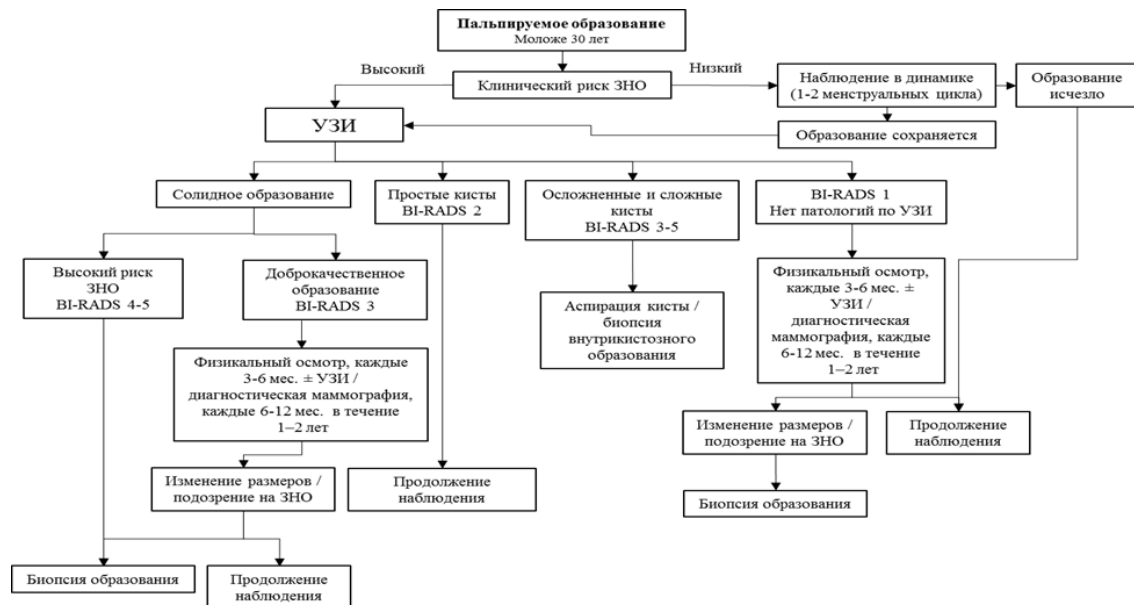 Пальпируемое образование
Моложе 30 лет
Высокий
Низкий
Клинический риск ЗНО
Наблюдение в динамике
(1-2 менструальных цикла)
Образование
исчезло
УЗИ
Образование сохраняется
Солидное образование
Простые кисты
BI-RADS 2
Осложненные и сложные
кисты
BI-RADS 3-5
BI-RADS 1
Нет патологий по УЗИ
Высокий риск
ЗНО
BI-RADS 4-5
Доброкачественное
образование
BI-RADS 3
Аспирация кисты /
биопсия
внутрикистозного
образования
Физикальный осмотр,
каждые 3-6 мес. ±
УЗИ /
диагностическая
маммография, каждые
6-12 мес. в течение
1–2 лет
Физикальный осмотр, каждые
3-6 мес. ± УЗИ /
диагностическая маммография,
каждые 6-12 мес. в течение
1–2 лет
Изменение размеров /
подозрение на ЗНО
Продолжение
наблюдения
Изменение размеров /
подозрение на ЗНО
Продолжение
наблюдения
Биопсия образования
Биопсия образования
Продолжение
наблюдения